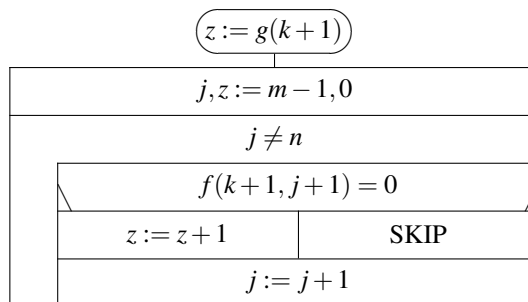 z := g(k+1)
j,z := m−1,0
j ≠ n
f(k+1, j+1) = 0
z := z+1 SKIP
j := j+1